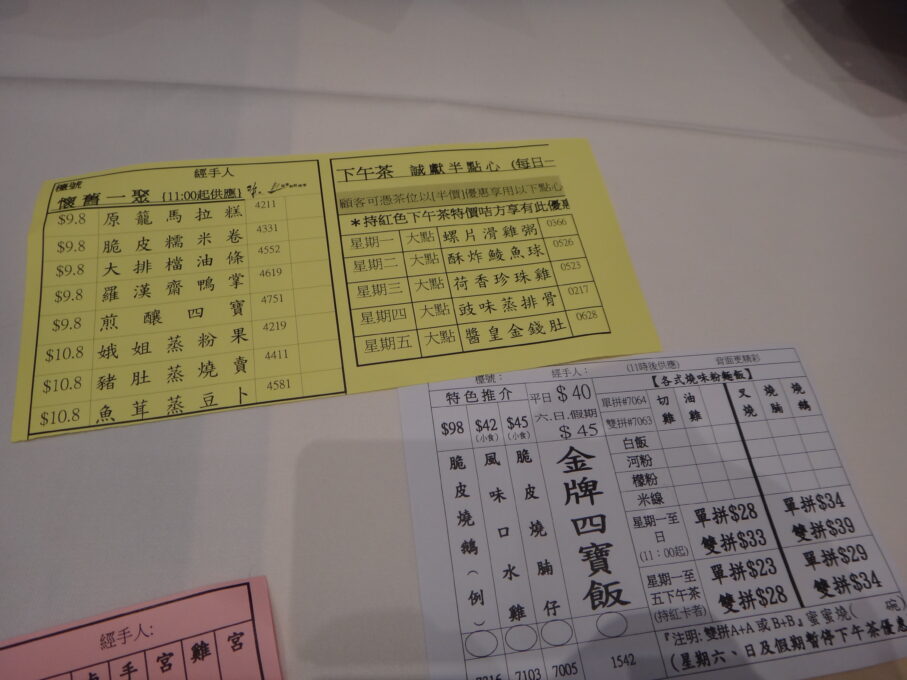 檯號
經手人
懷舊一聚 (11:00起供應)
$9.8 原籠馬拉糕 4211
$9.8 脆皮糯米卷 4331
$9.8 大排檔油條 4552
$9.8 羅漢齋鴨掌 4619
$9.8 煎釀四寶 4751
$10.8 娥姐蒸粉果 4219
$10.8 豬肚蒸燒賣 4411
$10.8 魚茸蒸豆卜 4581
下午茶 誠獻半點心 (每日二
顧客可憑茶位以[半價]優惠享用以下點心
*持紅色下午茶特價咭方享有此優惠
星期一 大點 螺片滑雞粥 0366
星期二 大點 酥炸鯪魚球 0526
星期三 大點 荷香珍珠雞 0523
星期四 大點 豉味蒸排骨 0217
星期五 大點 醬皇金錢肚 0628
檯號: 經手人: (11時後供應) 背面更精彩
特色推介
$98 $42 (小食) $45 (小食)
平日 $40
六.日.假期
$45
脆皮燒鵝(例)
風味口水雞
脆皮燒腩仔
金牌四寶飯
7103 7005 1542
【各式燒味粉麵飯】
單拼#7064
雙拼#7063
切雞 油雞 叉燒 燒腩 燒鵝
白飯
河粉
檬粉
米線
星期一至日
(11:00起)
單拼$28 單拼$34
雙拼$33 雙拼$39
星期一至五下午茶
(持紅卡者)
單拼$23 單拼$29
雙拼$28 雙拼$34
『注明: 雙拼A+A 或 B+B』蜜蜜燒( 碗)
(星期六、日及假期暫停下午茶優惠
經手人:
手 宮 雞 宮